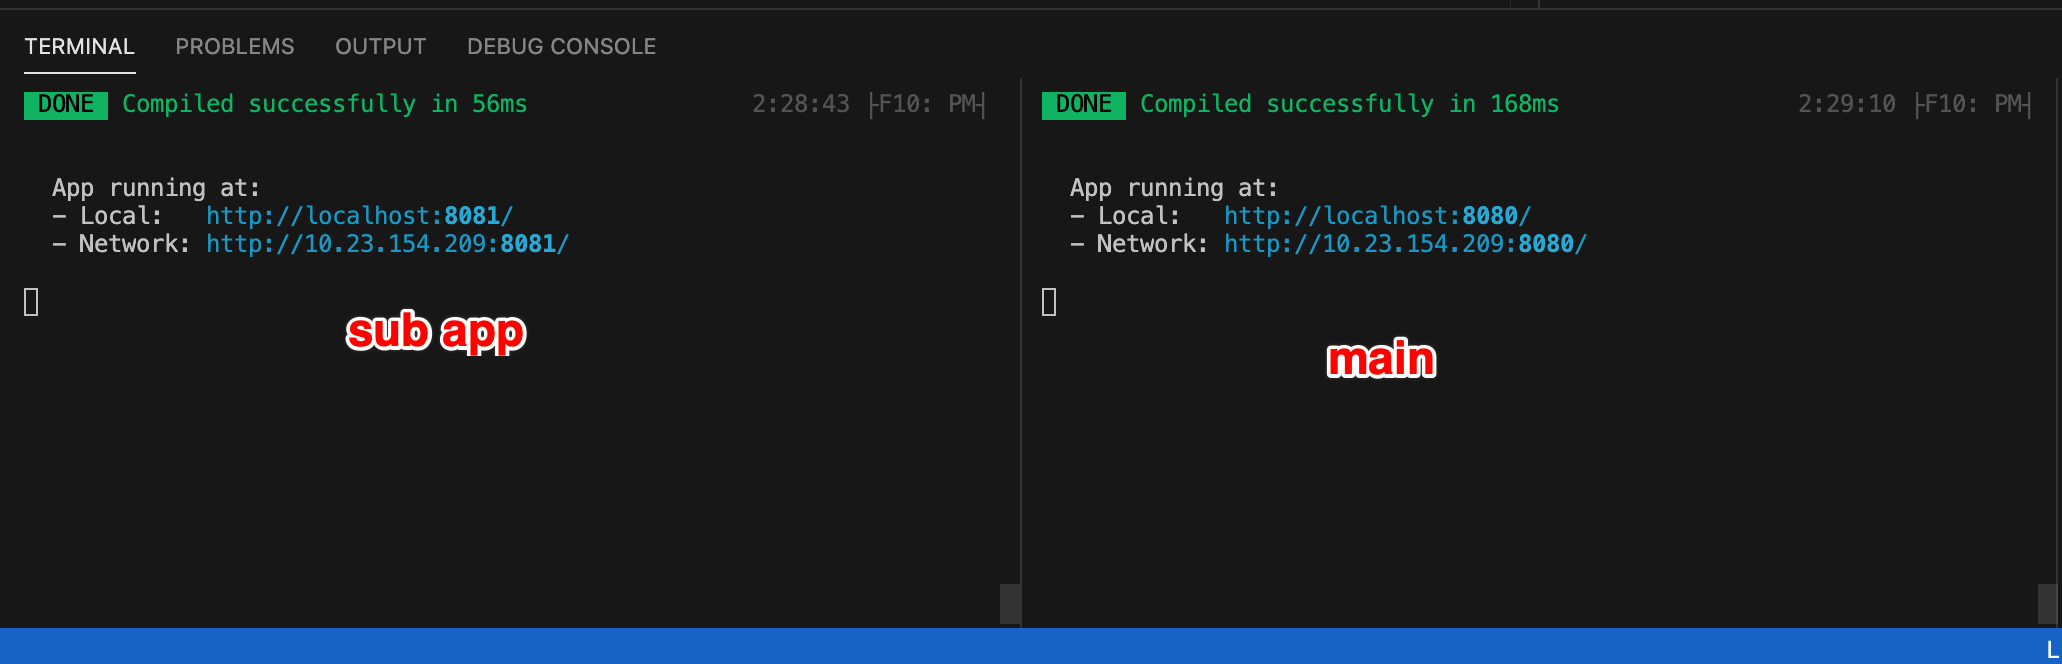 TERMINAL PROBLEMS OUTPUT DEBUG CONSOLE
DONE Compiled successfully in 56ms 2:28:43 ├F10: PM┤
App running at:
- Local: http://localhost:8081/
- Network: http://10.23.154.209:8081/
sub app
DONE Compiled successfully in 168ms 2:29:10 ├F10: PM┤
App running at:
- Local: http://localhost:8080/
- Network: http://10.23.154.209:8080/
main
L